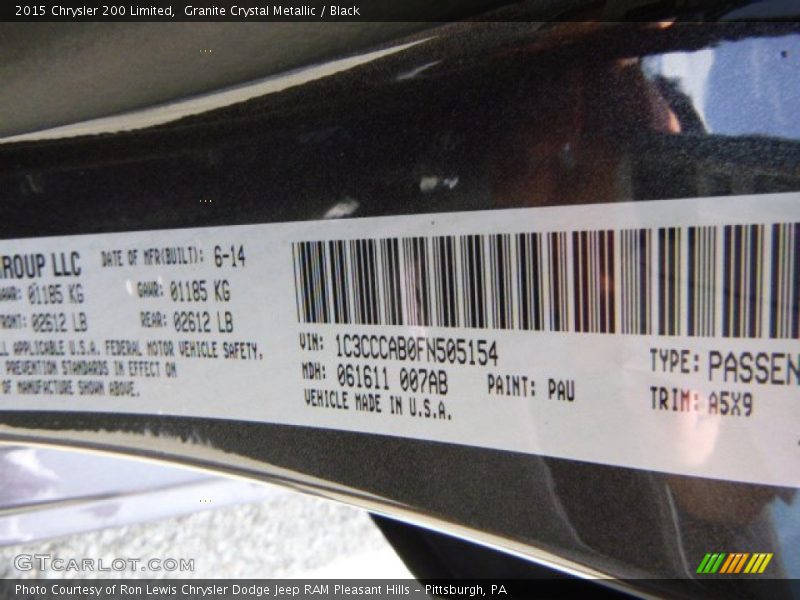 2015 Chrysler 200 Limited, Granite Crystal Metallic / Black
GROUP LLC DATE OF MFR(BUILT): 6-14
GAWR: 01185 KG GAWR: 01185 KG
FRONT: 02612 LB REAR: 02612 LB
ALL APPLICABLE U.S.A. FEDERAL MOTOR VEHICLE SAFETY,
PREVENTION STANDARDS IN EFFECT ON
OF MANUFACTURE SHOWN ABOVE.
VIN: 1C3CCCAB0FN505154 TYPE: PASSEN
MDH: 061611 007AB PAINT: PAU TRIM: A5X9
VEHICLE MADE IN U.S.A.
GTCARLOT.COM
Photo Courtesy of Ron Lewis Chrysler Dodge Jeep RAM Pleasant Hills - Pittsburgh, PA